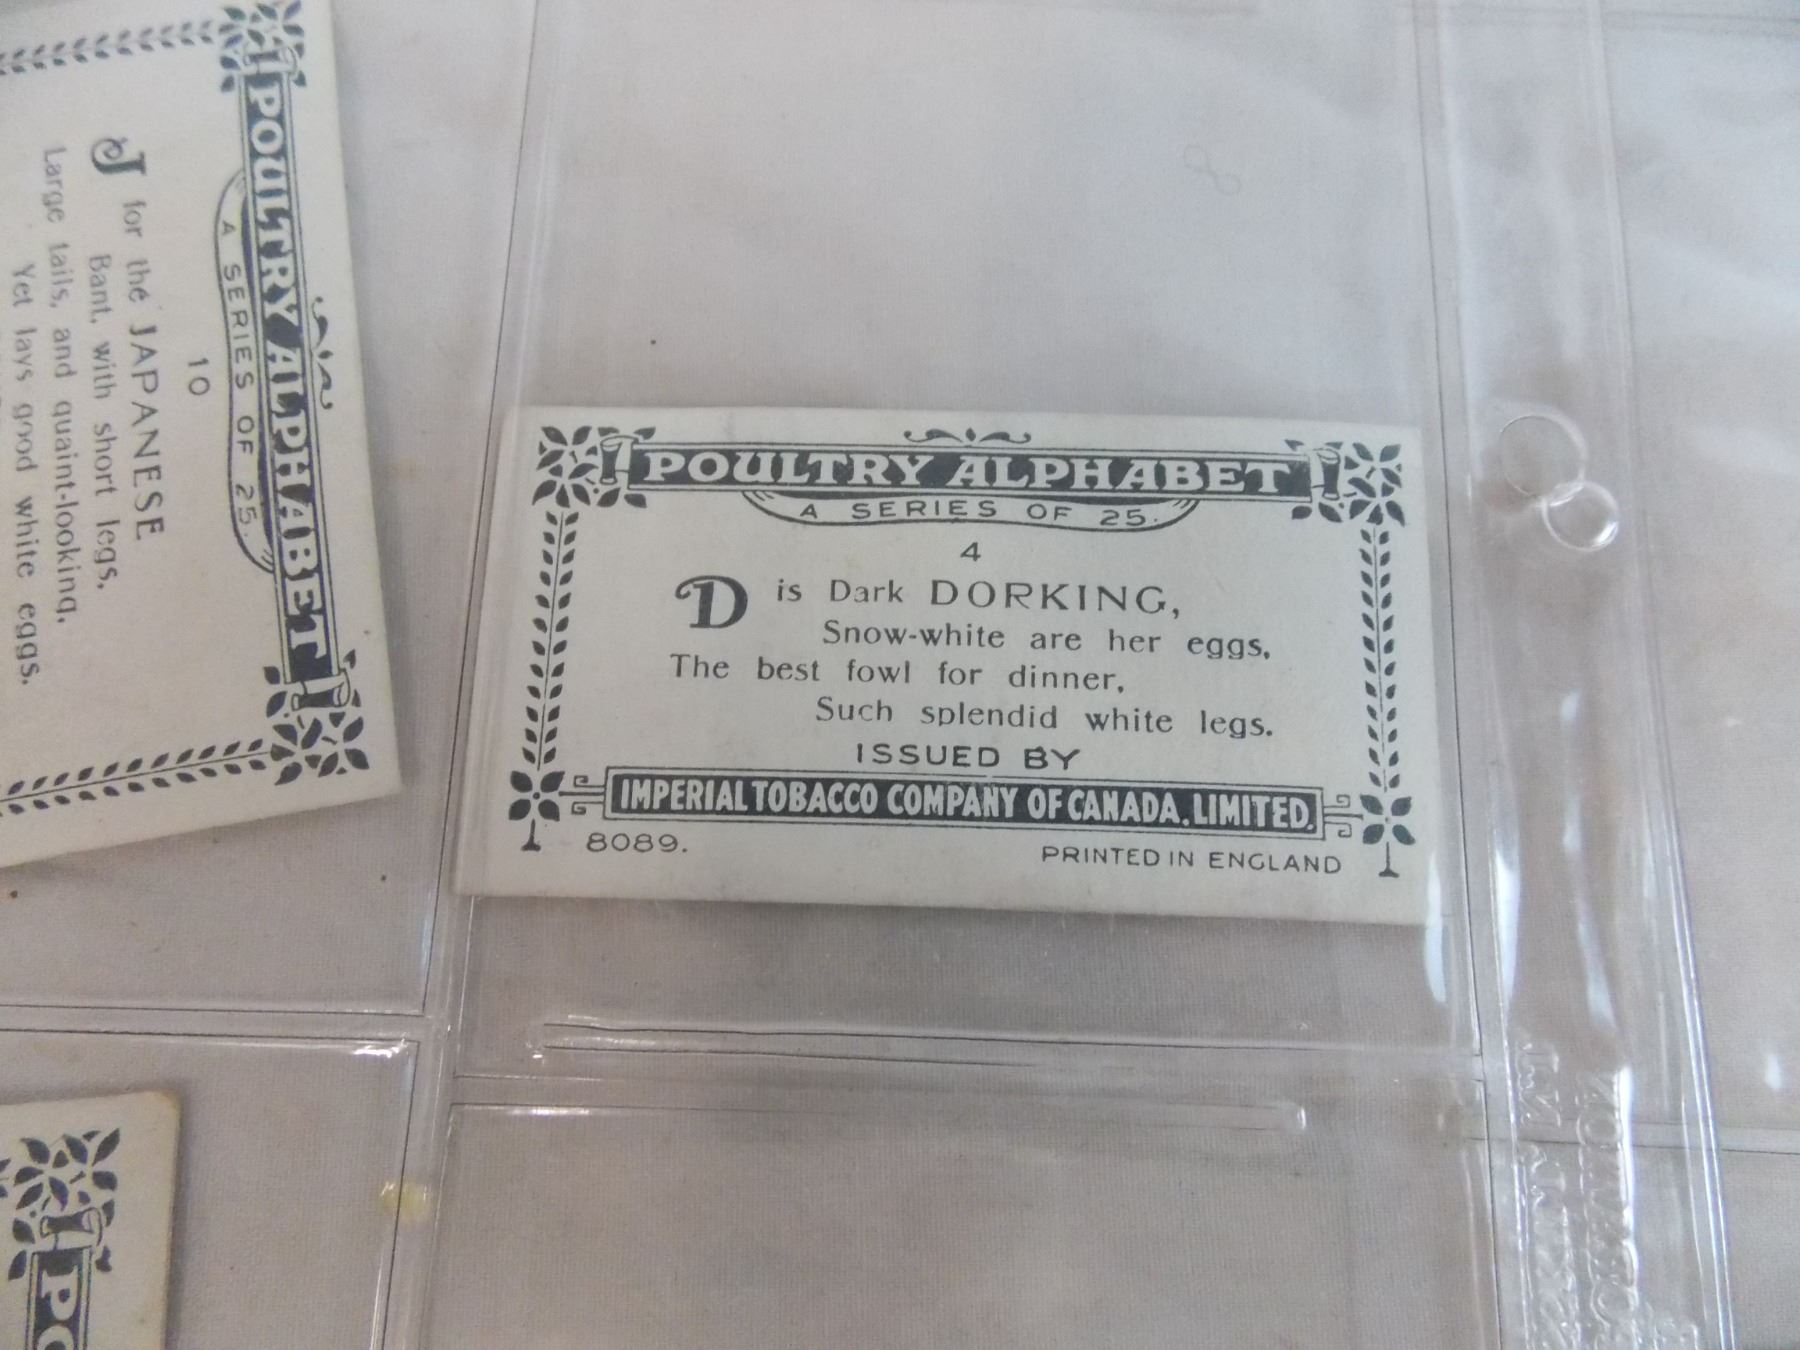 POULTRY ALPHABET
A SERIES OF 25.
10
J for the JAPANESE
Bant, with short legs,
Large tails, and quaint-looking,
Yet lays good white eggs.
POULTRY ALPHABET
A SERIES OF 25.
4
D is Dark DORKING,
Snow-white are her eggs,
The best fowl for dinner,
Such splendid white legs.
ISSUED BY
IMPERIAL TOBACCO COMPANY OF CANADA, LIMITED.
8089.
PRINTED IN ENGLAND